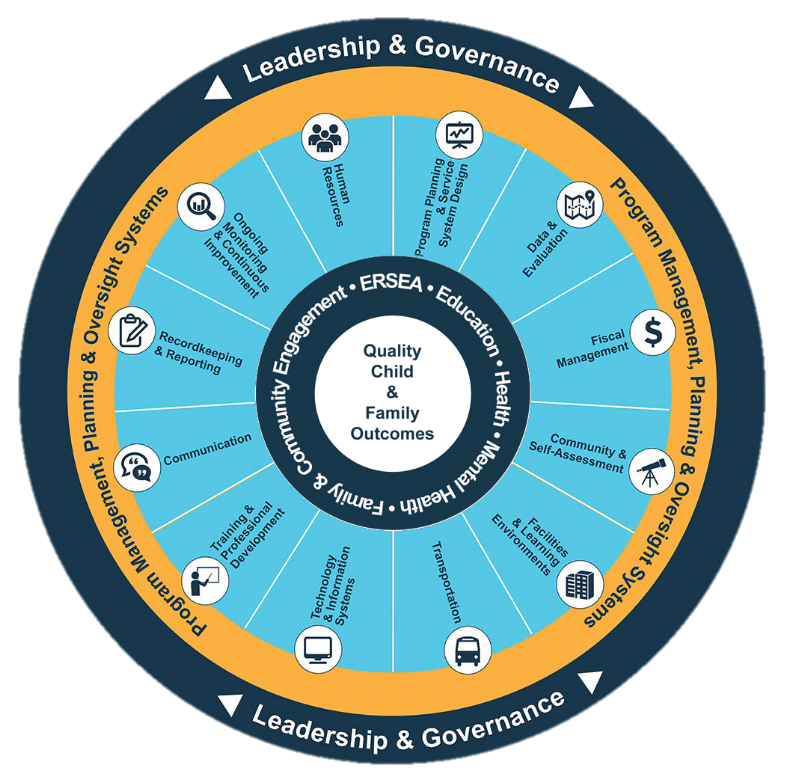 Leadership & Governance
Program Management, Planning & Oversight Systems
Program Management, Planning & Oversight Systems
Program Planning
& Service
System Design
Data &
Evaluation
Fiscal
Management
$
Community &
Self-Assessment
Facilities
& Learning
Environments
Transportation
Technology
& Information
Systems
Training &
Professional
Development
Communication
Recordkeeping
& Reporting
Ongoing
Monitoring
& Continuous
Improvement
Human
Resources
Family & Community Engagement • ERSEA • Education • Health • Mental Health •
Quality
Child
&
Family
Outcomes
Leadership & Governance